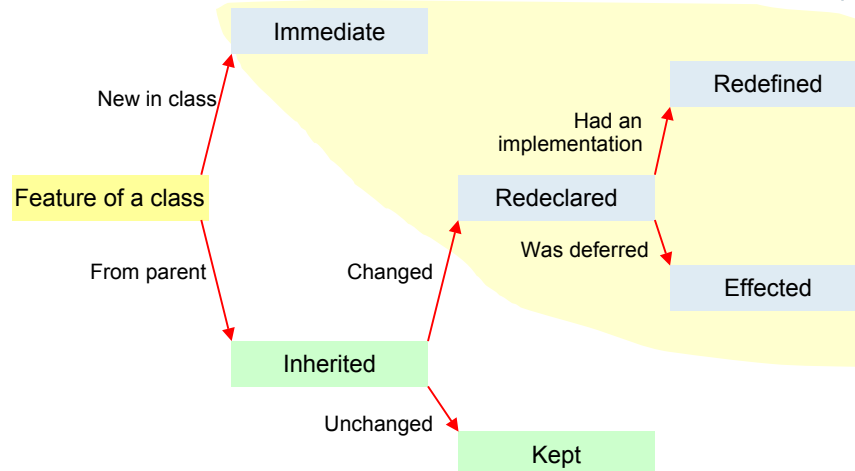 Immediate
New in class
Feature of a class
From parent
Inherited
Changed
Unchanged
Redeclared
Kept
Had an
implementation
Was deferred
Redefined
Effected